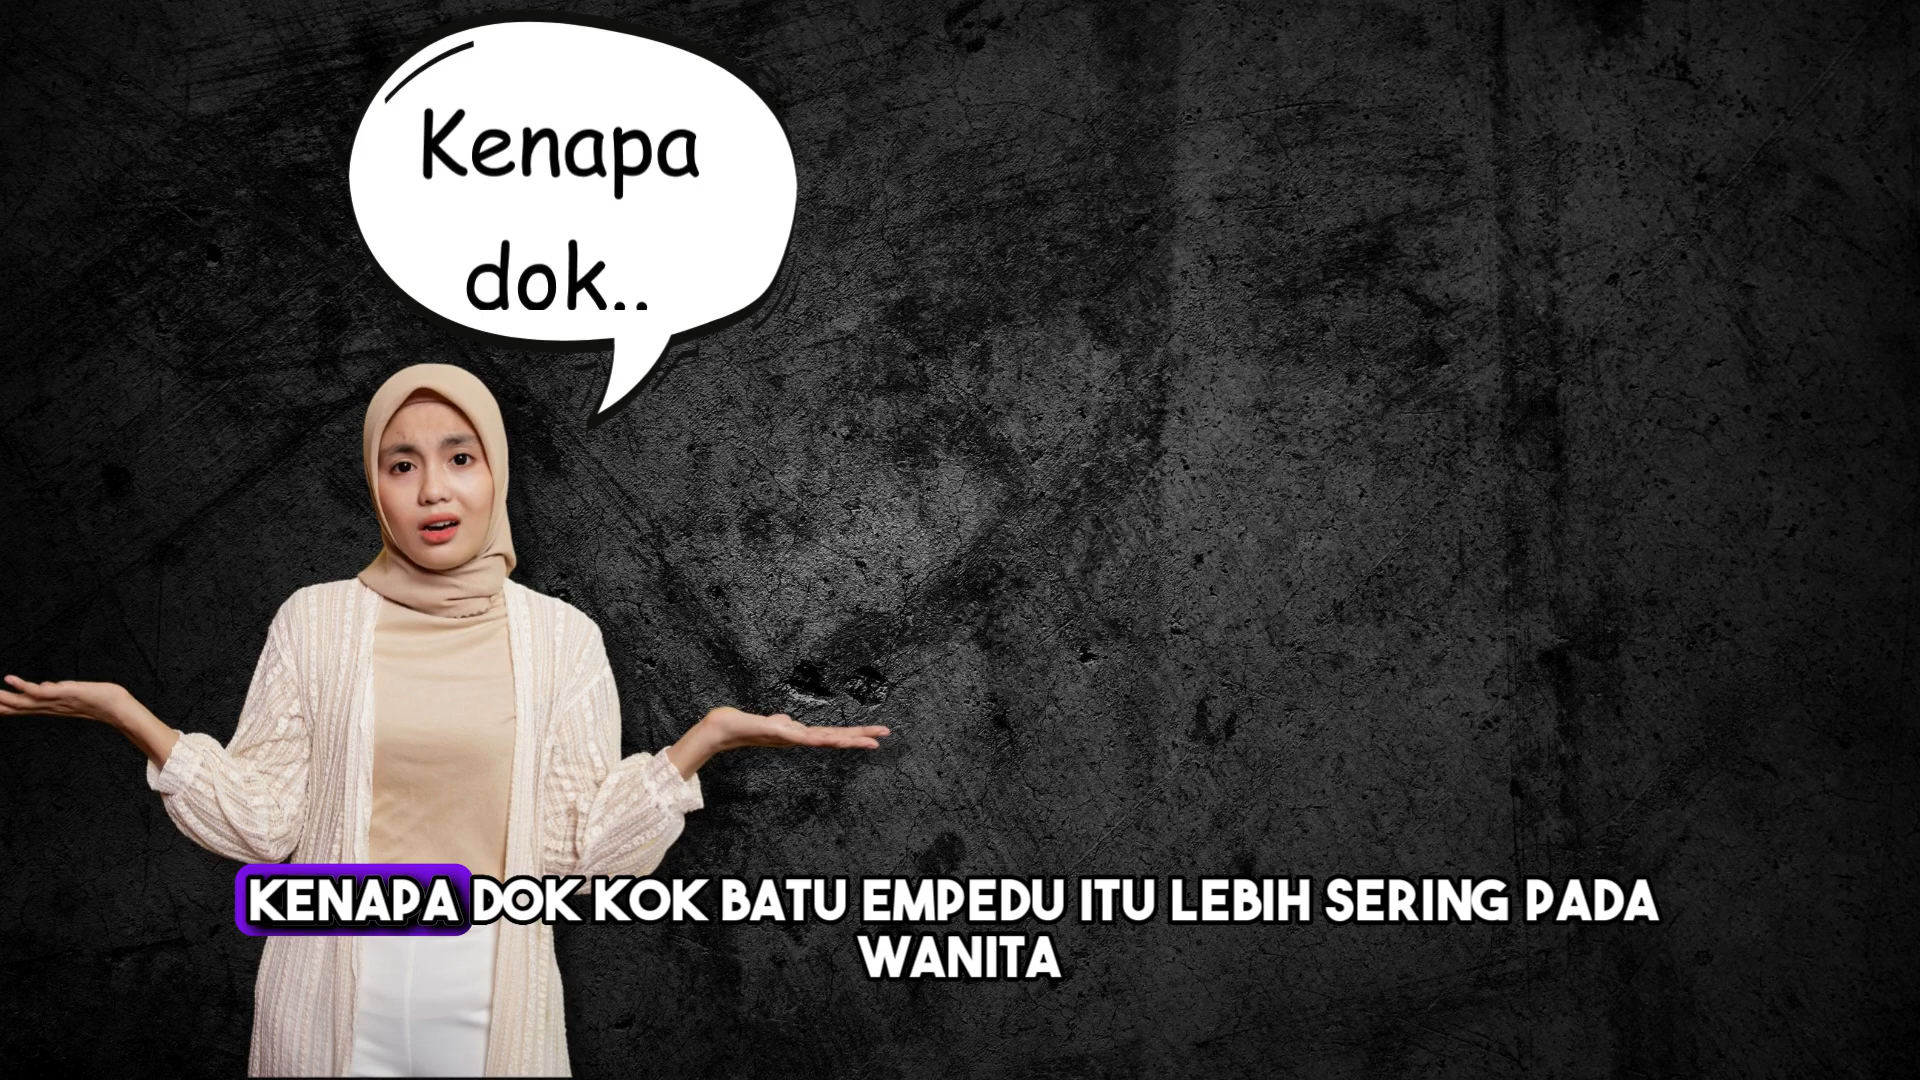 Kenapa
dok..
KENAPA DOK KOK BATU EMPEDU ITU LEBIH SERING PADA
WANITA